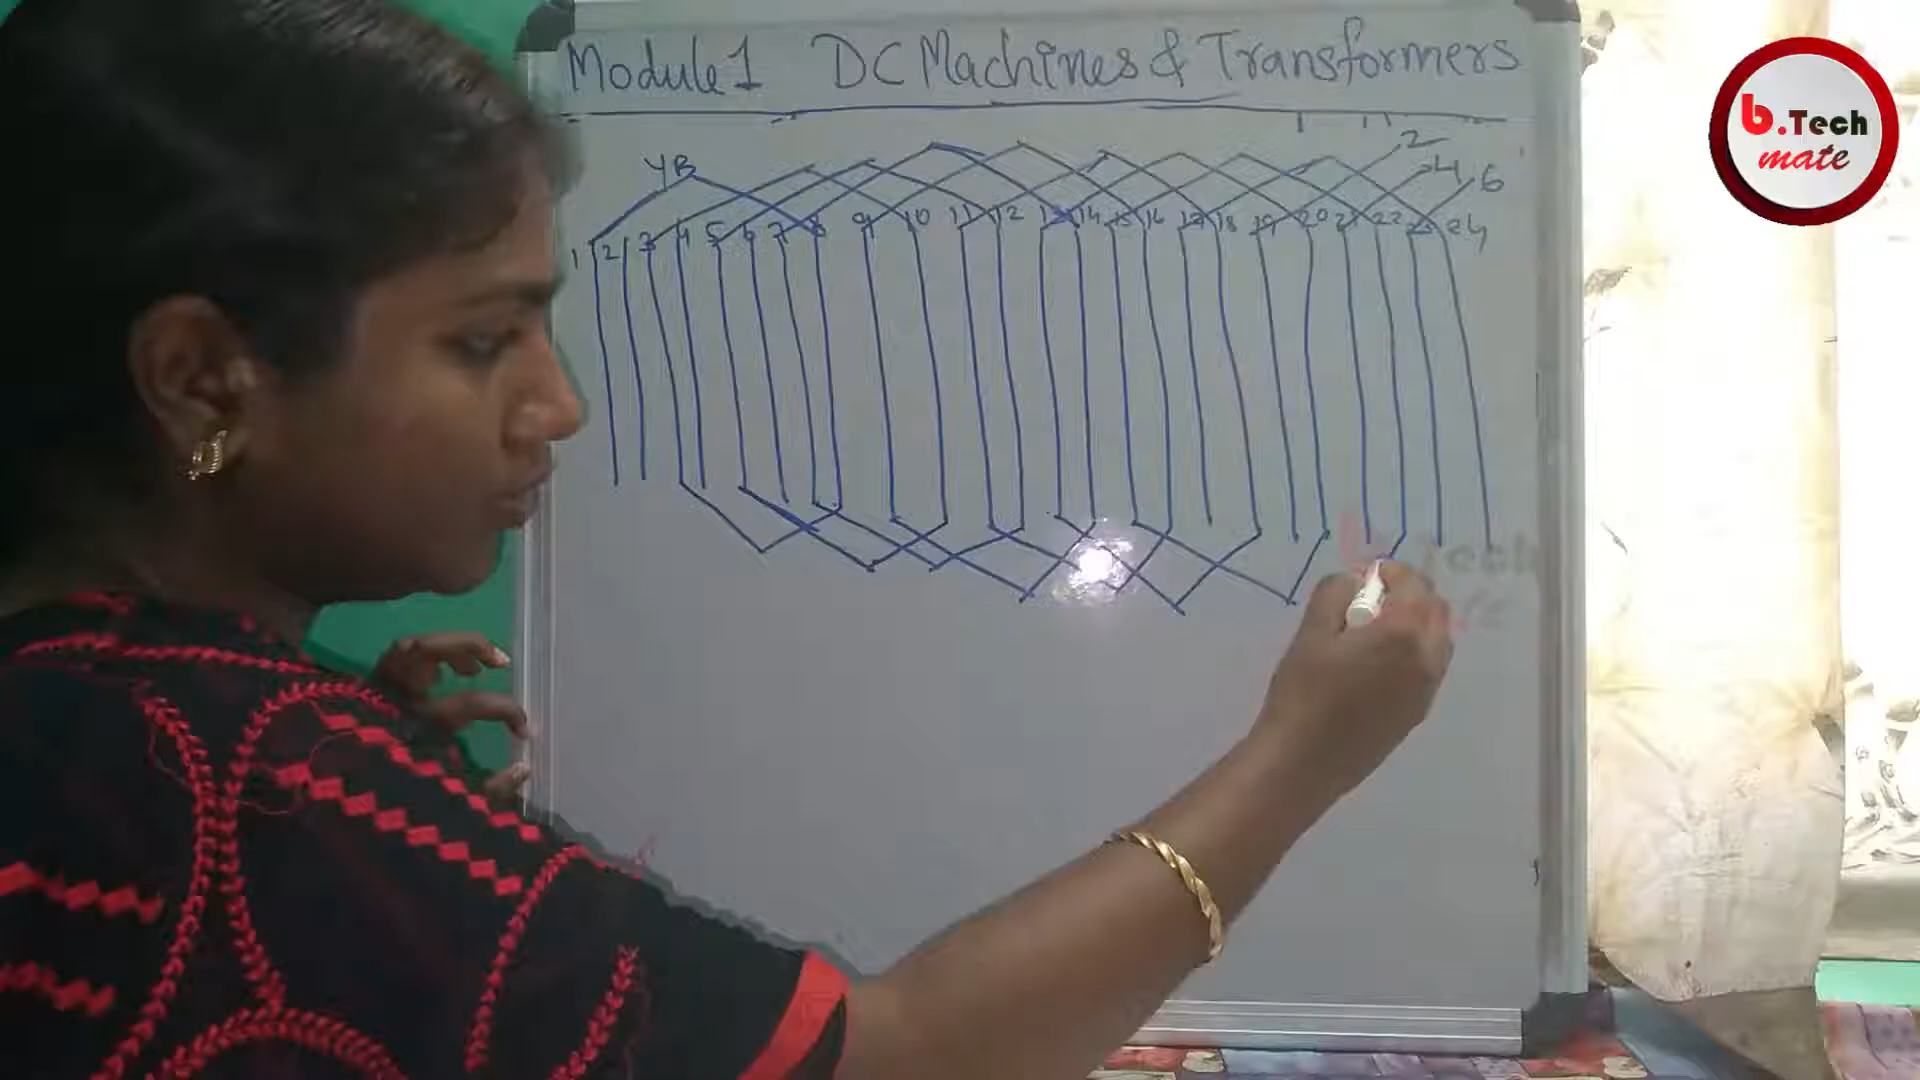 Module 1 DC Machines & Transformers
b.Tech
mate
YB
2
4
6
1 2 3 4 5 6 7 8 9 10 11 12 13 14 15 16 17 18 19 20 21 22 23 24
Tech